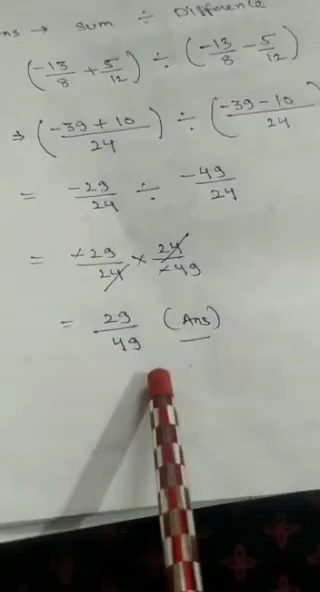 Ans → Sum ÷ Difference
(-13/8 + 5/12) ÷ (-13/8 - 5/12)
⇒ (-39 + 10/24) ÷ (-39 - 10/24)
= -29/24 ÷ -49/24
= -29/24 × 24/-49
= 29/49 (Ans)